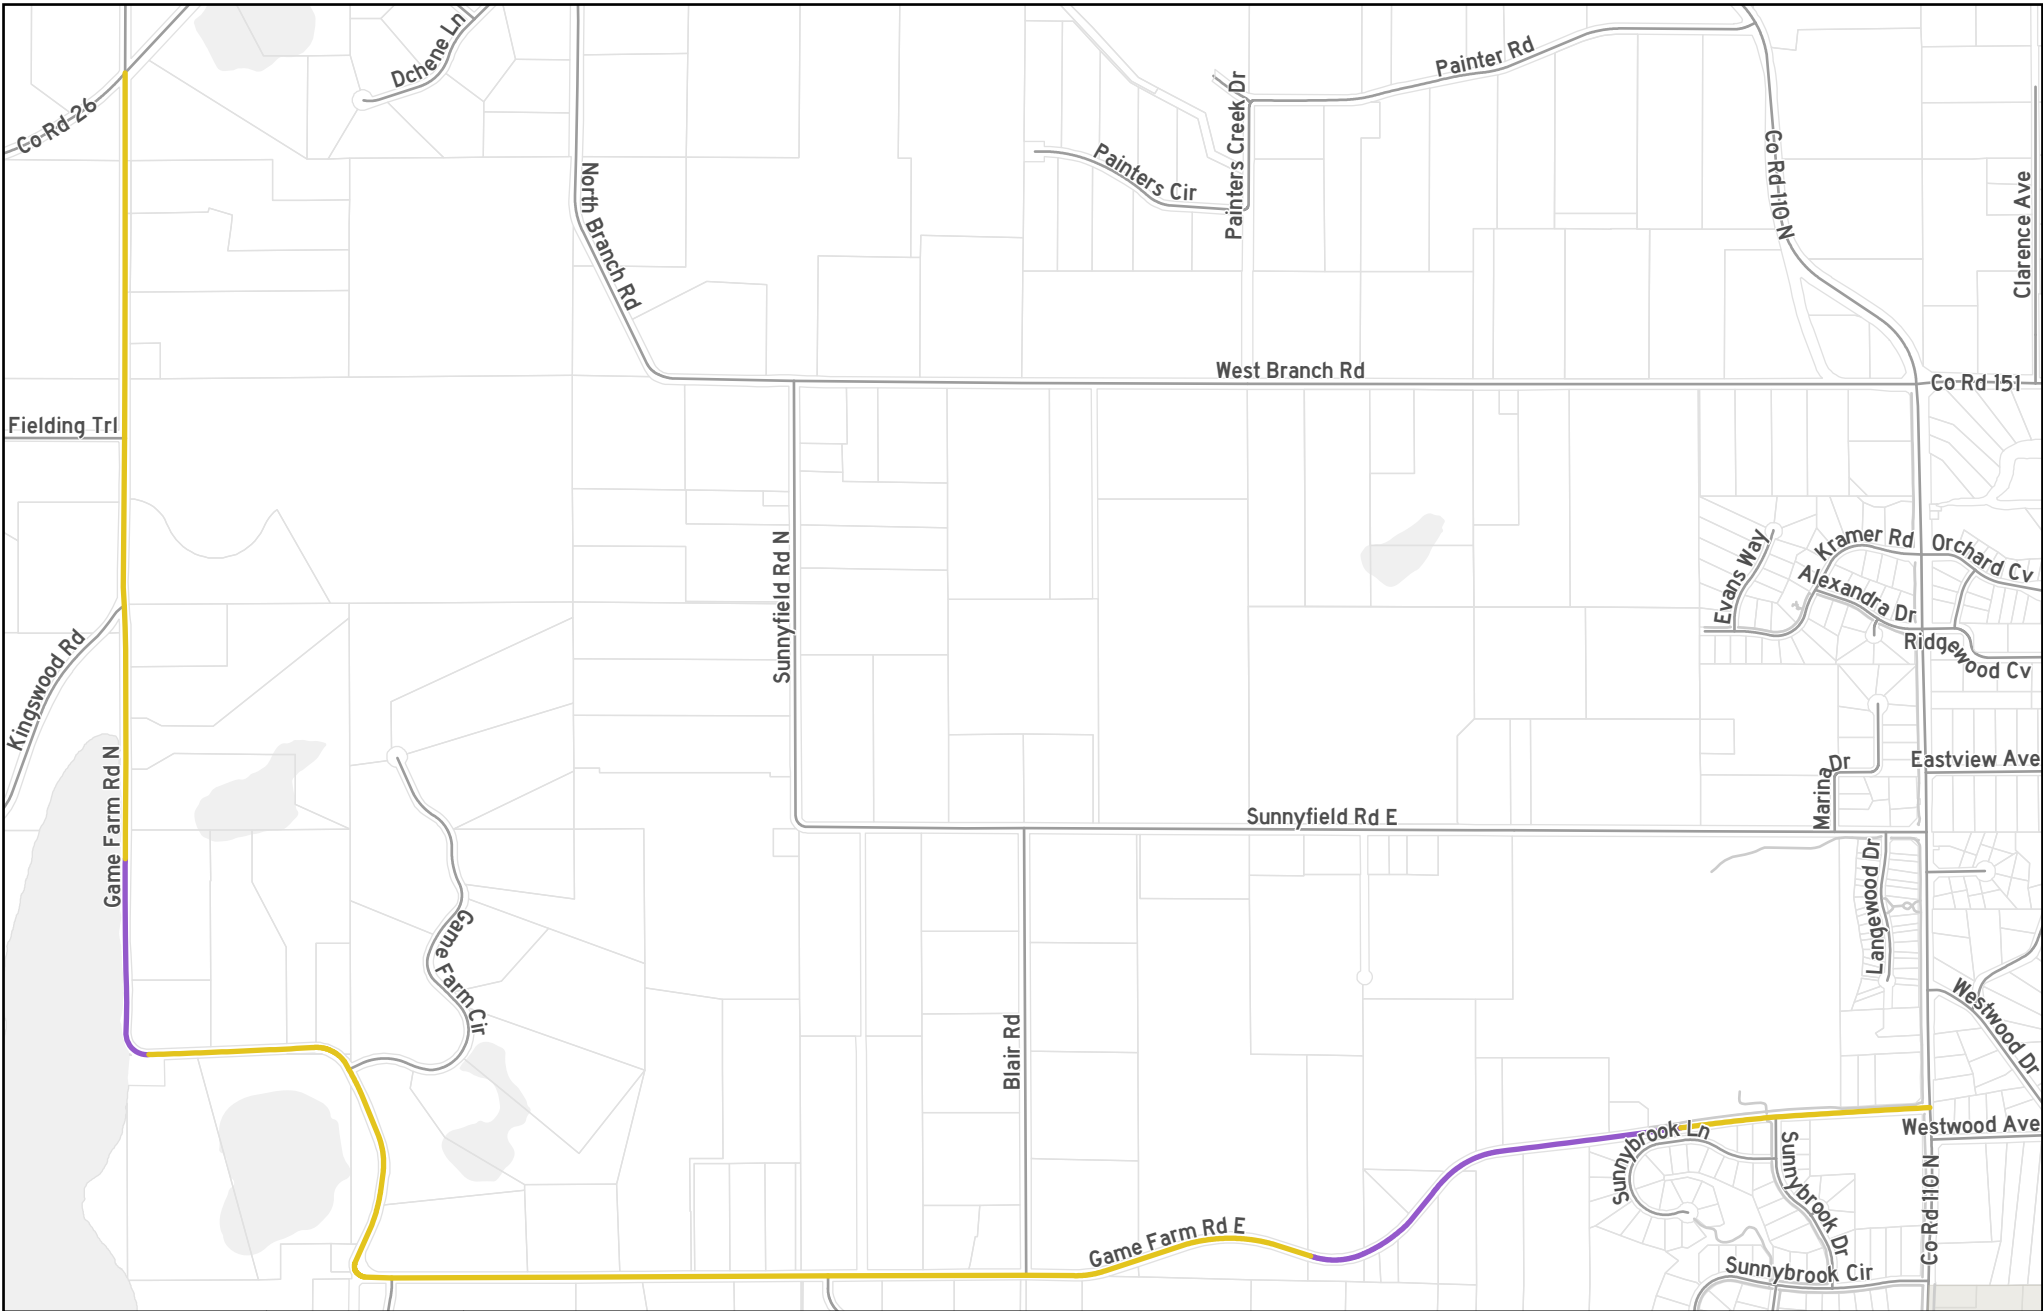 Dchene Ln
Painter Rd
Co Rd 26
Painters Creek Dr
Co Rd 110 N
Painters Cir
North Branch Rd
Clarence Ave
West Branch Rd
Co Rd 151
Fielding Trl
Sunnyfield Rd N
Evans Way
Kramer Rd
Orchard Cv
Alexandra Dr
Ridgewood Cv
Kingswood Rd
Game Farm Rd N
Marina Dr
Eastview Ave
Sunnyfield Rd E
Langewood Dr
Game Farm Cir
Blair Rd
Westwood Dr
Sunnybrook Ln
Westwood Ave
Sunnybrook Dr
Co Rd 110 N
Game Farm Rd E
Sunnybrook Cir